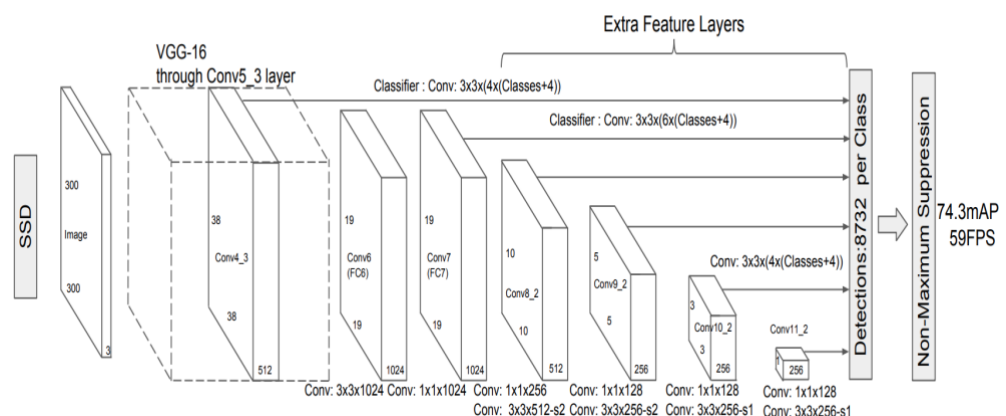 Extra Feature Layers
VGG-16
through Conv5_3 layer
Classifier : Conv: 3x3x(4x(Classes+4))
Classifier : Conv: 3x3x(6x(Classes+4))
SSD
300
Image
300
3
38
Conv4_3
38
512
19
Conv6
(FC6)
19
1024
19
Conv7
(FC7)
19
1024
10
Conv8_2
10
512
5
Conv9_2
5
256
Conv: 3x3x(4x(Classes+4))
3
Conv10_2
3
256
Conv11_2
1
256
Detections:8732 per Class
Non-Maximum Suppression
74.3mAP
59FPS
Conv: 3x3x1024
Conv: 1x1x1024
Conv: 1x1x256
Conv: 3x3x512-s2
Conv: 1x1x128
Conv: 3x3x256-s2
Conv: 1x1x128
Conv: 3x3x256-s1
Conv: 1x1x128
Conv: 3x3x256-s1